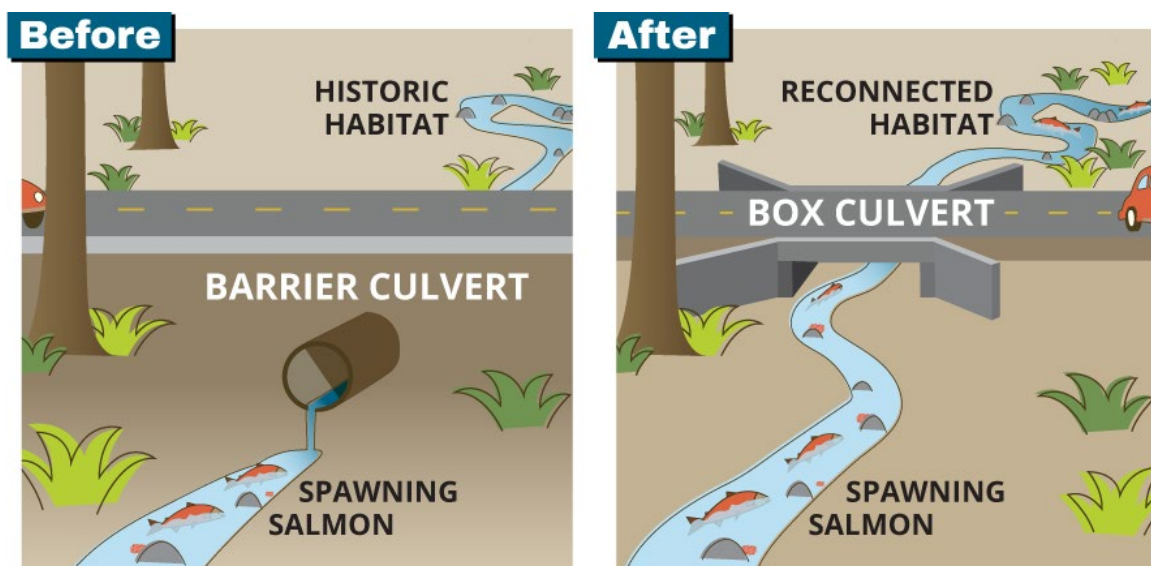 Before
HISTORIC
HABITAT
BARRIER CULVERT
SPAWNING
SALMON
After
RECONNECTED
HABITAT
BOX CULVERT
SPAWNING
SALMON